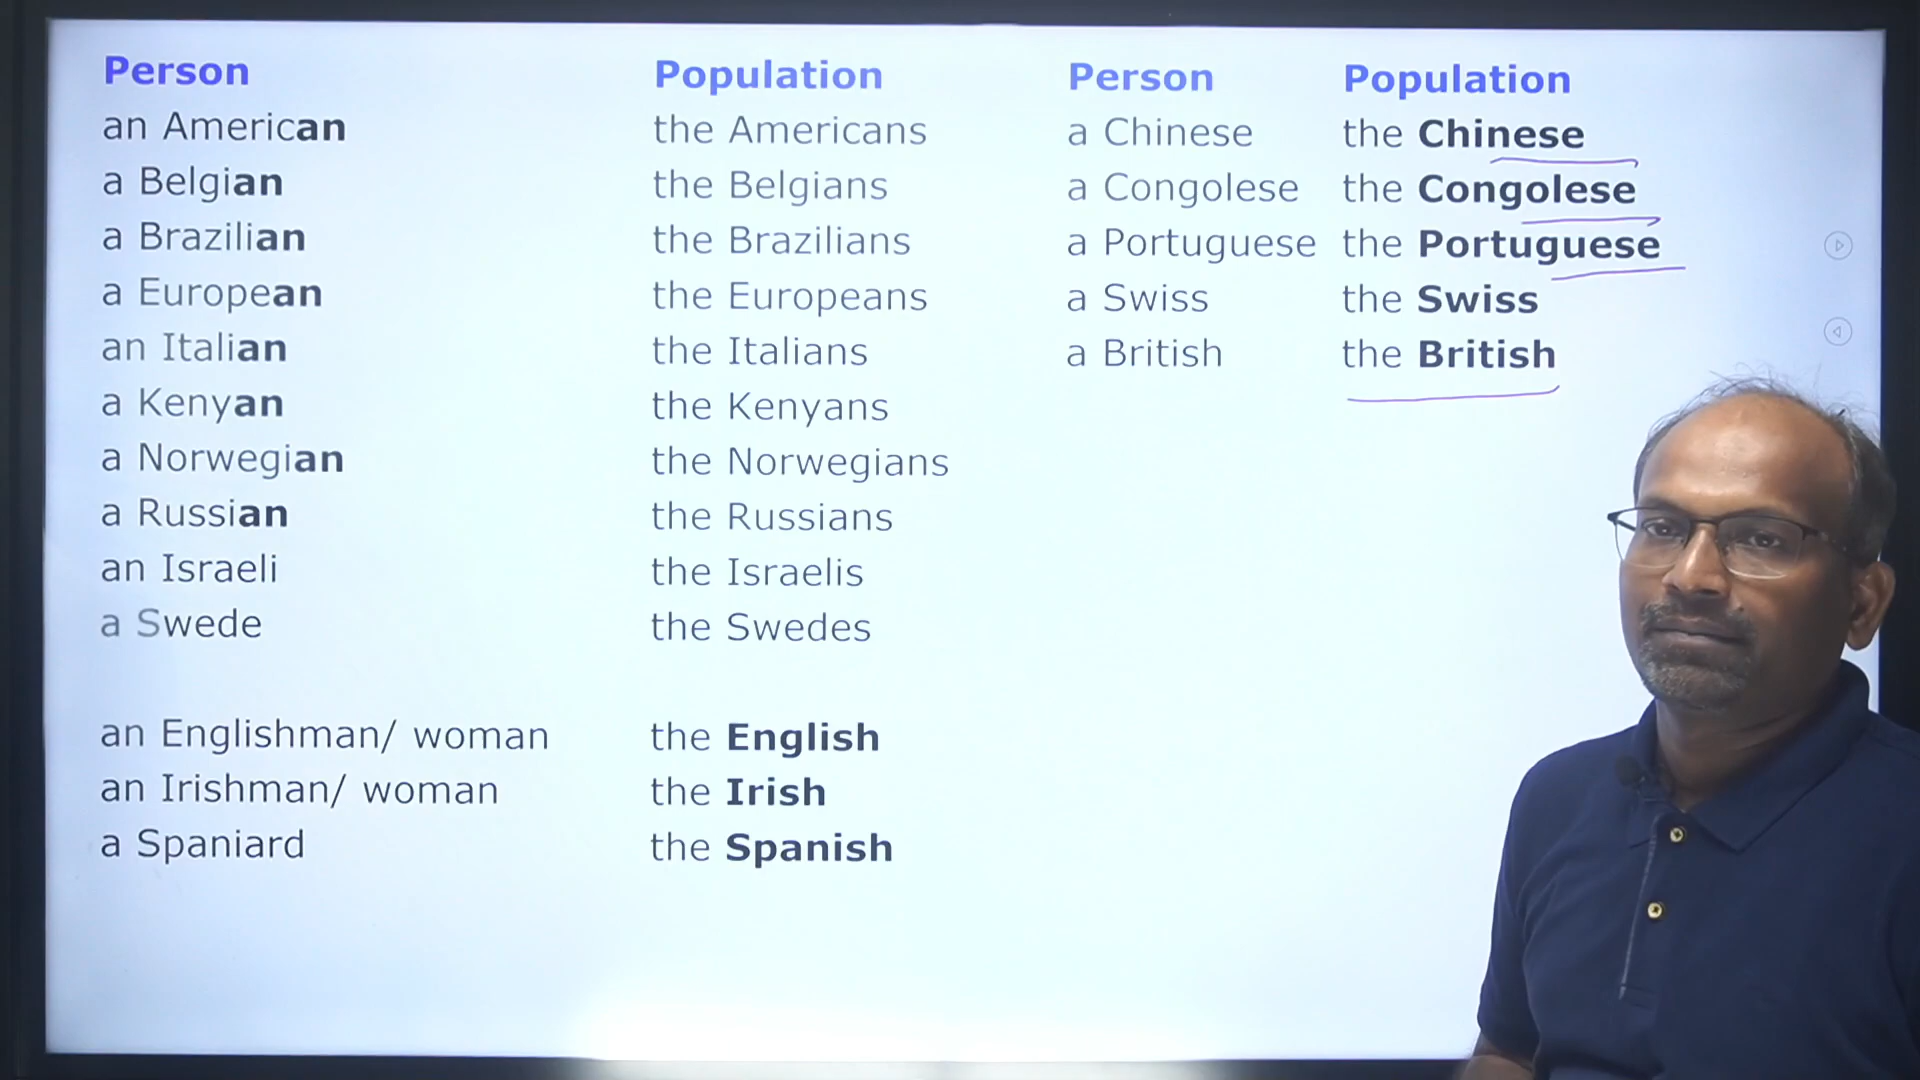 Person Population Person Population
an American the Americans a Chinese the Chinese
a Belgian the Belgians a Congolese the Congolese
a Brazilian the Brazilians a Portuguese the Portuguese
a European the Europeans a Swiss the Swiss
an Italian the Italians a British the British
a Kenyan the Kenyans
a Norwegian the Norwegians
a Russian the Russians
an Israeli the Israelis
a Swede the Swedes
an Englishman/ woman the English
an Irishman/ woman the Irish
a Spaniard the Spanish